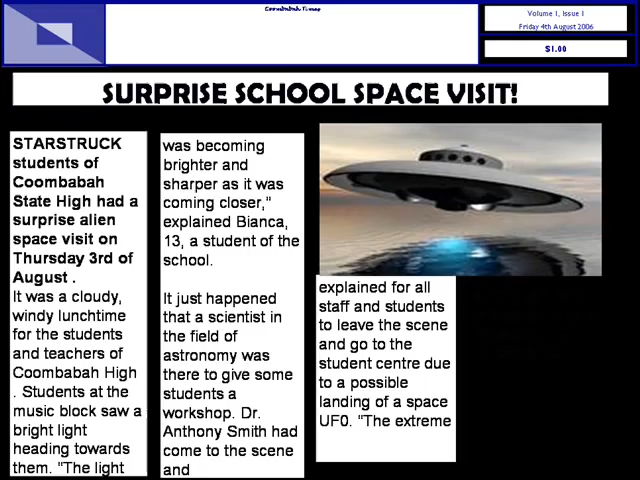 Coombabah Times
Volume 1, Issue 1
Friday 4th August 2006
$1.00
SURPRISE SCHOOL SPACE VISIT!
STARSTRUCK
students of
Coombabah
State High had a
surprise alien
space visit on
Thursday 3rd of
August .
It was a cloudy,
windy lunchtime
for the students
and teachers of
Coombabah High
. Students at the
music block saw a
bright light
heading towards
them. "The light
was becoming
brighter and
sharper as it was
coming closer,"
explained Bianca,
13, a student of the
school.
It just happened
that a scientist in
the field of
astronomy was
there to give some
students a
workshop. Dr.
Anthony Smith had
come to the scene
and
explained for all
staff and students
to leave the scene
and go to the
student centre due
to a possible
landing of a space
UF0. "The extreme